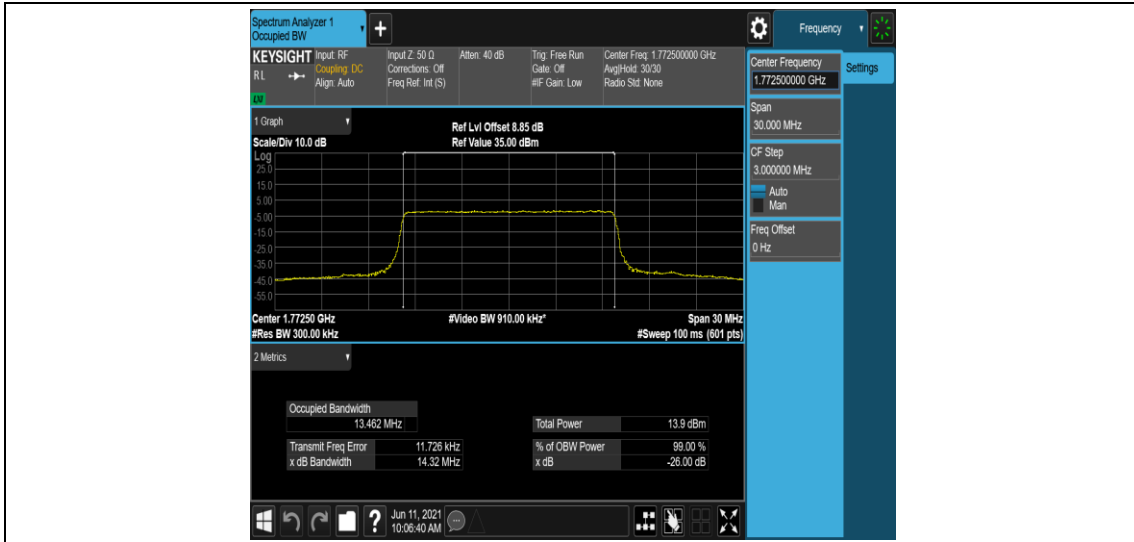 Spectrum Analyzer 1
Occupied BW
+
Frequency
KEYSIGHT Input: RF Input Z: 50 Ω Atten: 40 dB Trig: Free Run Center Freq: 1.772500000 GHz
R L Coupling: DC Corrections: Off Gate: Off Avg|Hold: 30/30
Align: Auto Freq Ref: Int (S) #IF Gain: Low Radio Std: None
LXI
Center Frequency
1.772500000 GHz
Settings
Span
30.000 MHz
CF Step
3.000000 MHz
Auto
Man
Freq Offset
0 Hz
1 Graph
Ref Lvl Offset 8.85 dB
Scale/Div 10.0 dB Ref Value 35.00 dBm
Log
25.0
15.0
5.00
-5.00
-15.0
-25.0
-35.0
-45.0
-55.0
Center 1.77250 GHz #Video BW 910.00 kHz* Span 30 MHz
#Res BW 300.00 kHz #Sweep 100 ms (601 pts)
2 Metrics
Occupied Bandwidth
13.462 MHz
Total Power 13.9 dBm
Transmit Freq Error 11.726 kHz % of OBW Power 99.00 %
x dB Bandwidth 14.32 MHz x dB -26.00 dB
?
Jun 11, 2021
10:06:40 AM